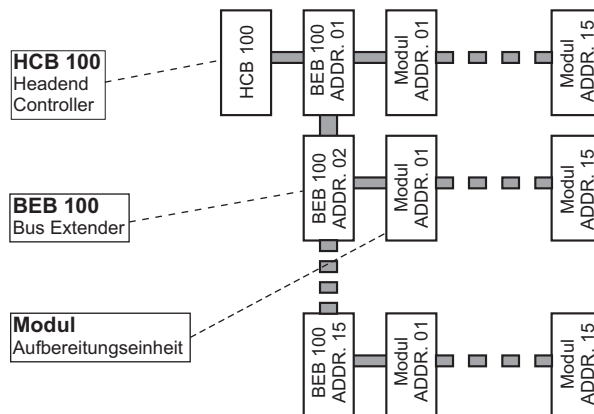 HCB 100
Headend
Controller
HCB 100
BEB 100
ADDR. 01
Modul
ADDR. 01
Modul
ADDR. 15
BEB 100
Bus Extender
BEB 100
ADDR. 02
Modul
ADDR. 01
Modul
ADDR. 15
Modul
Aufbereitungseinheit
BEB 100
ADDR. 15
Modul
ADDR. 01
Modul
ADDR. 15